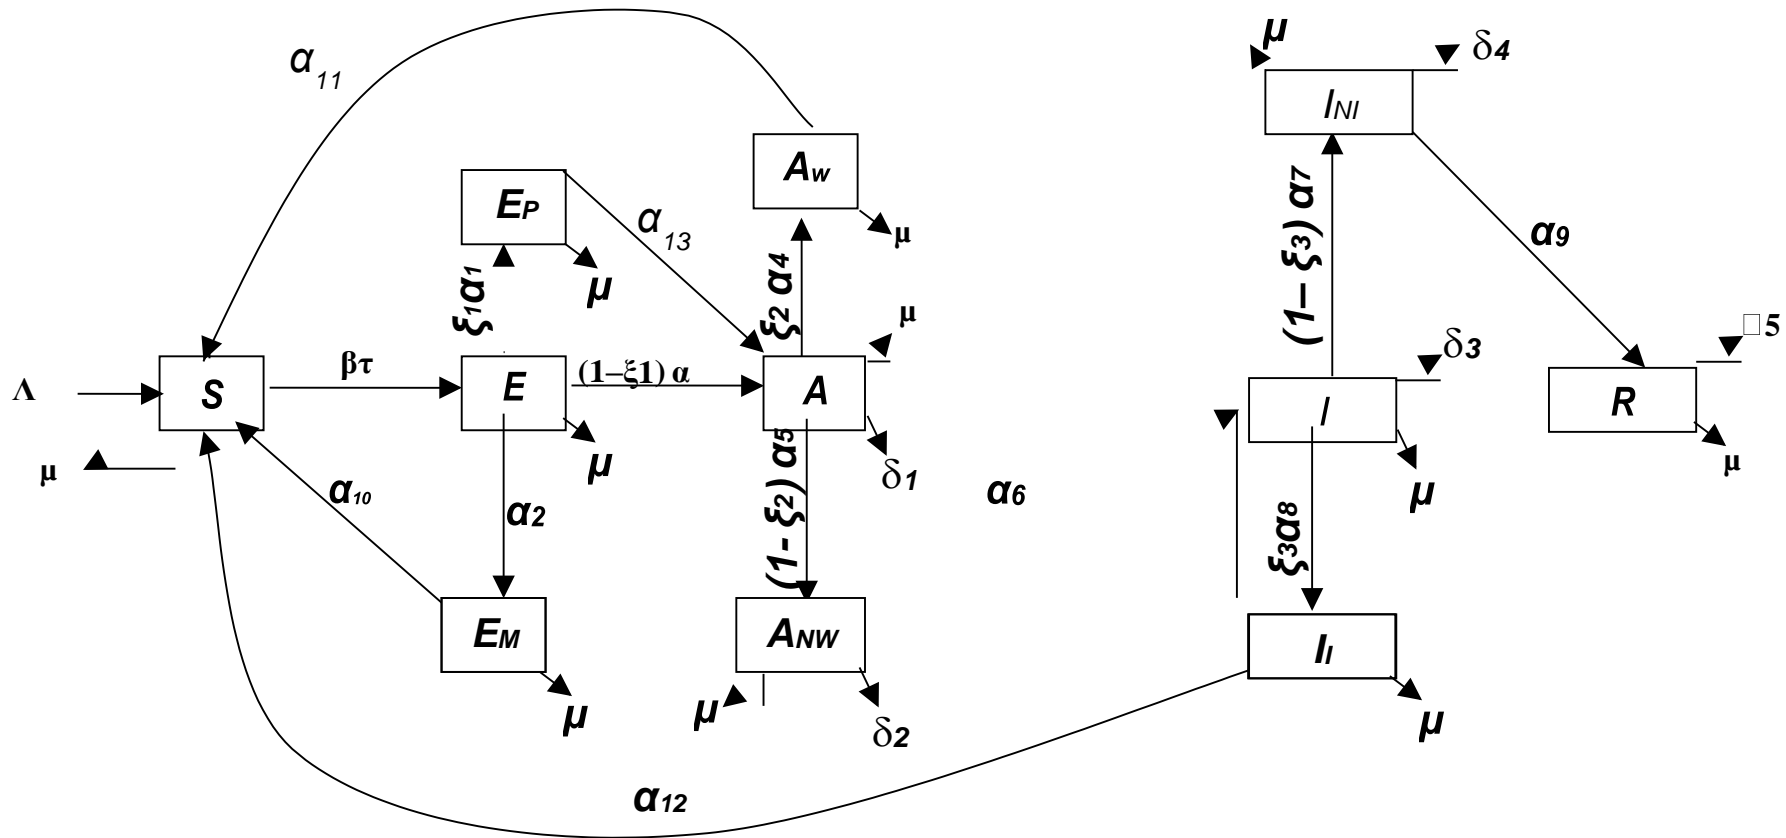 μ
δ4
α11
INI
Aw
EP
α13
(1– ξ3) α7
α9
μ
μ
ξ1α1
ξ2 α4
μ
□5
δ3
Λ
S
βτ
E
(1–ξ1) α
A
I
R
μ
μ
δ1
μ
μ
α10
α2
(1- ξ2) α5
α6
ξ3α8
EM
ANW
II
μ
μ
δ2
μ
α12